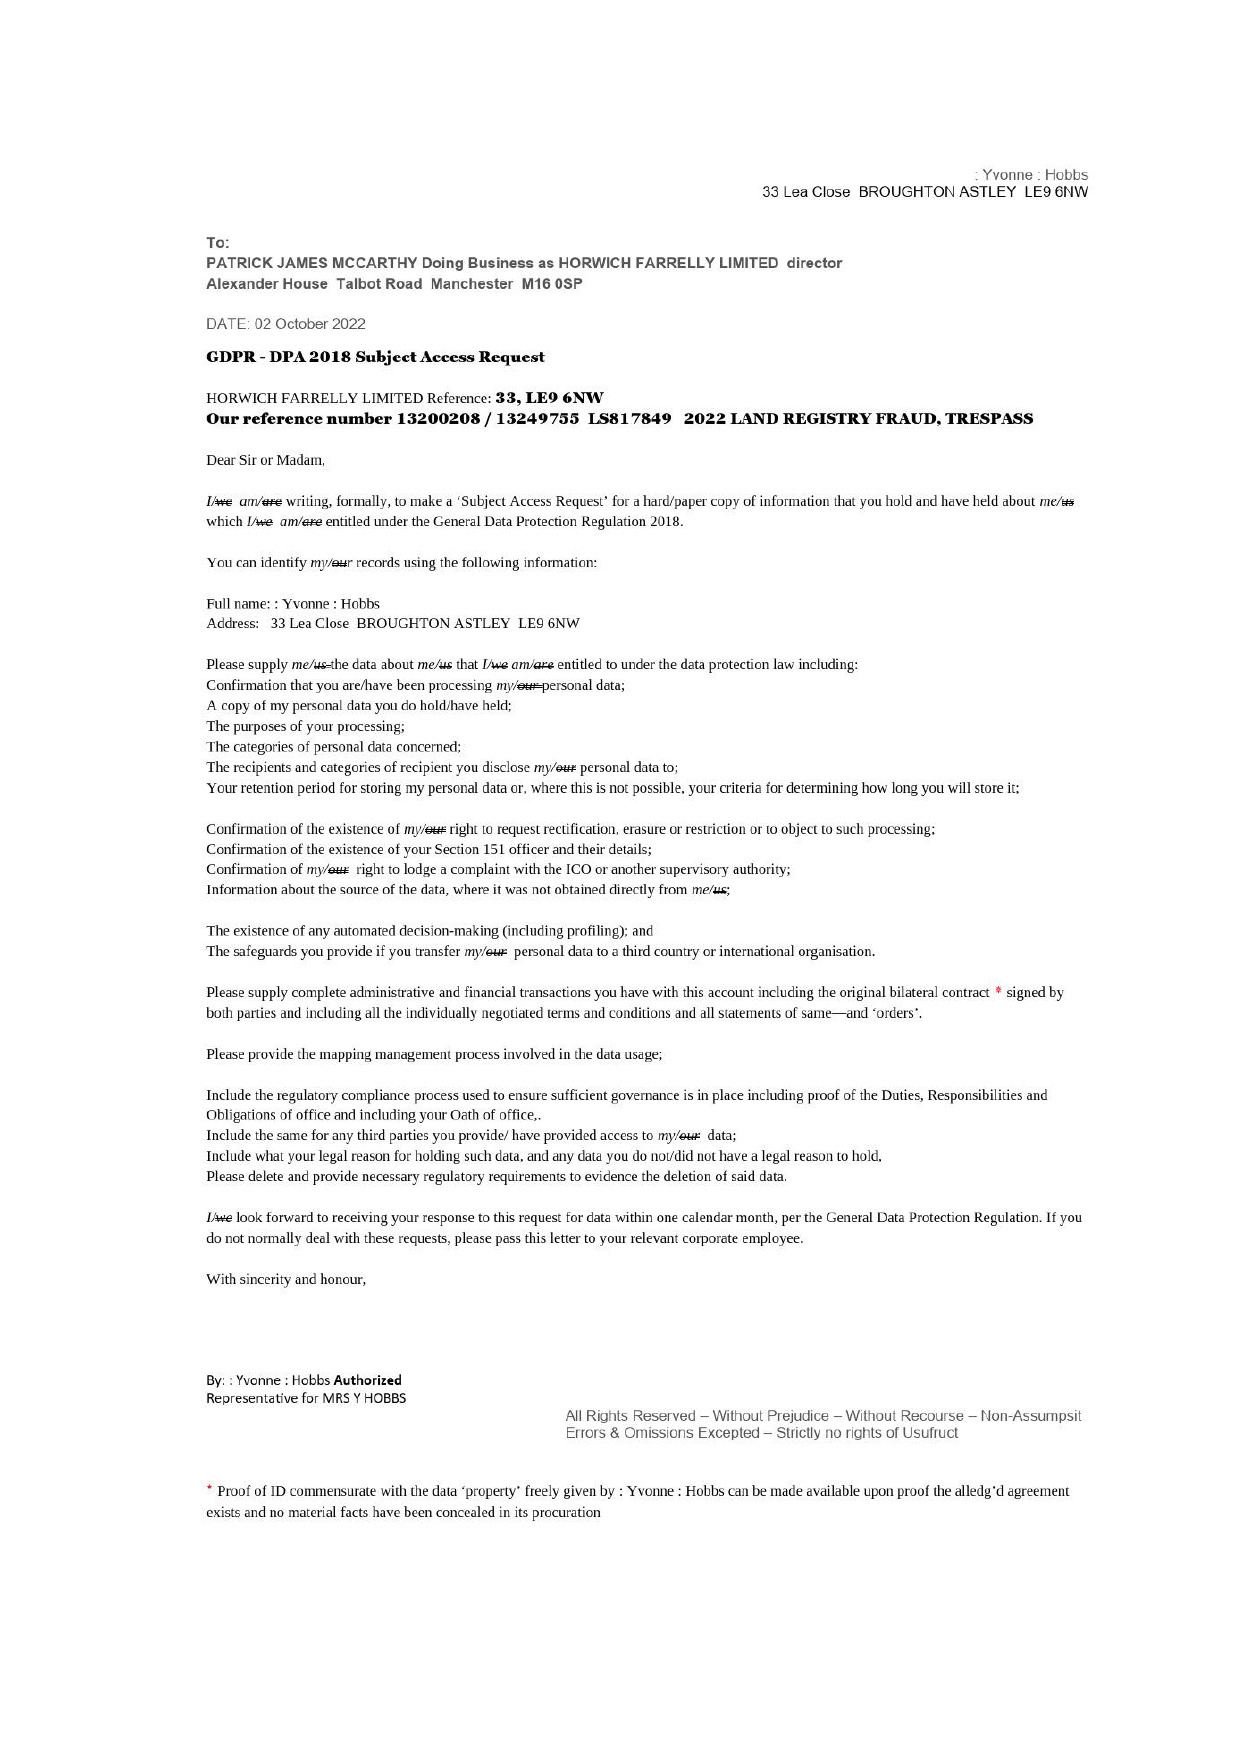 : Yvonne : Hobbs
33 Lea Close  BROUGHTON ASTLEY  LE9 6NW
To:
PATRICK JAMES MCCARTHY Doing Business as HORWICH FARRELLY LIMITED  director
Alexander House  Talbot Road  Manchester  M16 0SP
DATE: 02 October 2022
GDPR - DPA 2018 Subject Access Request
HORWICH FARRELLY LIMITED Reference: 33, LE9 6NW
Our reference number 13200208 / 13249755  LS817849   2022 LAND REGISTRY FRAUD, TRESPASS
Dear Sir or Madam,
I/we  am/are writing, formally, to make a ‘Subject Access Request’ for a hard/paper copy of information that you hold and have held about me/us
which I/we  am/are entitled under the General Data Protection Regulation 2018.
You can identify my/our records using the following information:
Full name: : Yvonne : Hobbs
Address:   33 Lea Close  BROUGHTON ASTLEY  LE9 6NW
Please supply me/us the data about me/us that I/we am/are entitled to under the data protection law including:
Confirmation that you are/have been processing my/our personal data;
A copy of my personal data you do hold/have held;
The purposes of your processing;
The categories of personal data concerned;
The recipients and categories of recipient you disclose my/our personal data to;
Your retention period for storing my personal data or, where this is not possible, your criteria for determining how long you will store it;
Confirmation of the existence of my/our right to request rectification, erasure or restriction or to object to such processing;
Confirmation of the existence of your Section 151 officer and their details;
Confirmation of my/our  right to lodge a complaint with the ICO or another supervisory authority;
Information about the source of the data, where it was not obtained directly from me/us;
The existence of any automated decision-making (including profiling); and
The safeguards you provide if you transfer my/our  personal data to a third country or international organisation.
Please supply complete administrative and financial transactions you have with this account including the original bilateral contract * signed by
both parties and including all the individually negotiated terms and conditions and all statements of same—and ‘orders’.
Please provide the mapping management process involved in the data usage;
Include the regulatory compliance process used to ensure sufficient governance is in place including proof of the Duties, Responsibilities and
Obligations of office and including your Oath of office,.
Include the same for any third parties you provide/ have provided access to my/our  data;
Include what your legal reason for holding such data, and any data you do not/did not have a legal reason to hold,
Please delete and provide necessary regulatory requirements to evidence the deletion of said data.
I/we look forward to receiving your response to this request for data within one calendar month, per the General Data Protection Regulation. If you
do not normally deal with these requests, please pass this letter to your relevant corporate employee.
With sincerity and honour,
By: : Yvonne : Hobbs Authorized
Representative for MRS Y HOBBS
All Rights Reserved – Without Prejudice – Without Recourse – Non-Assumpsit
Errors & Omissions Excepted – Strictly no rights of Usufruct
* Proof of ID commensurate with the data ‘property’ freely given by : Yvonne : Hobbs can be made available upon proof the alledg’d agreement
exists and no material facts have been concealed in its procuration